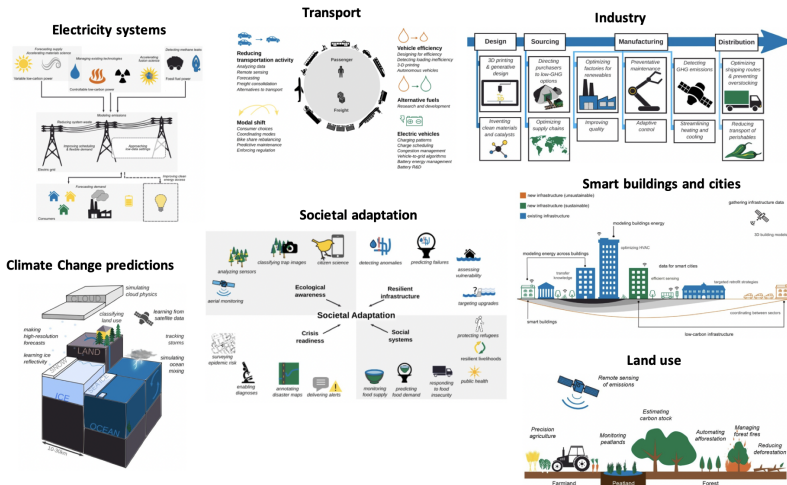 Electricity systems
Forecasting supply
Accelerating materials science
Managing existing technologies
Accelerating
fusion science
Detecting methane leaks
Variable low-carbon power
Controllable low-carbon power
Fossil fuel power
Modeling emissions
Reducing system waste
Improving scheduling
& flexible demand
Approaching
low-data settings
Electric grid
Forecasting demand
Improving clean
energy access
Consumers
Transport
Reducing
transportation activity
Analyzing data
Remote sensing
Forecasting
Freight consolidation
Alternatives to transport
Modal shift
Consumer choices
Coordinating modes
Bike share rebalancing
Predictive maintenance
Enforcing regulation
Passenger
Freight
Vehicle efficiency
Designing for efficiency
Detecting loading inefficiency
3-D printing
Autonomous vehicles
Alternative fuels
Research and development
Electric vehicles
Charging patterns
Charge scheduling
Congestion management
Vehicle-to-grid algorithms
Battery energy management
Battery R&D
Industry
Design
Sourcing
Manufacturing
Distribution
3D printing
& generative
design
Directing
purchasers
to low-GHG
options
Optimizing
factories for
renewables
Preventative
maintenance
Detecting
GHG emissions
Optimizing
shipping routes &
preventing
overstocking
Inventing
clean materials
and catalysts
Optimizing
supply chains
Improving
quality
Adaptive
control
Streamlining
heating and
cooling
Reducing
transport of
perishables
Smart buildings and cities
new infrastructure (unsustainable)
new infrastructure (sustainable)
existing infrastructure
gathering infrastructure data
3D building models
modeling buildings energy
optimizing HVAC
modeling energy across buildings
transfer
knowledge
data for smart cities
efficient sensing
targeted retrofit strategies
coordinating between sectors
smart buildings
low-carbon infrastructure
Societal adaptation
analyzing sensors
classifying trap images
citizen science
detecting anomalies
predicting failures
assessing
vulnerability
aerial monitoring
Ecological
awareness
Resilient
infrastructure
targeting upgrades
Societal Adaptation
Crisis
readiness
Social
systems
protecting refugees
resilient livelihoods
public health
surveying
epidemic risk
enabling
diagnoses
annotating
disaster maps
delivering alerts
monitoring
food supply
predicting
food demand
responding
to food
insecurity
Climate Change predictions
simulating
cloud physics
CLOUD
learning from
satellite data
classifying
land use
making
high-resolution
forecasts
tracking
storms
LAND
learning ice
reflectivity
simulating
ocean
mixing
SNOW
ICE
OCEAN
Land use
Remote sensing
of emissions
Precision
agriculture
Monitoring
peatlands
Estimating
carbon stock
Automating
afforestation
Managing
forest fires
Reducing
deforestation
Farmland
Peatland
Forest